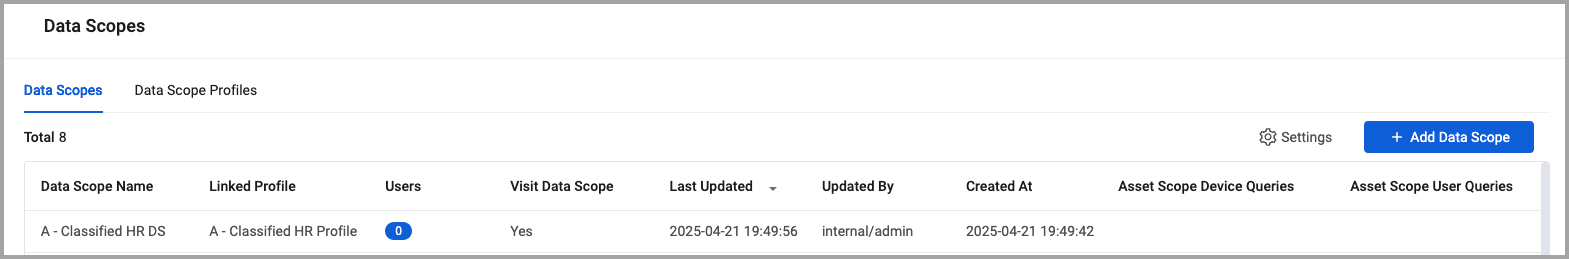 Data Scopes
Data Scopes Data Scope Profiles
Total 8 Settings + Add Data Scope
Data Scope Name Linked Profile Users Visit Data Scope Last Updated Updated By Created At Asset Scope Device Queries Asset Scope User Queries
A - Classified HR DS A - Classified HR Profile 0 Yes 2025-04-21 19:49:56 internal/admin 2025-04-21 19:49:42